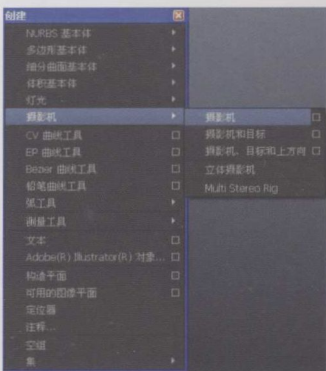 创建
NURBS 基本体
多边形基本体
细分曲面基本体
体积基本体
灯光
摄影机
CV 曲线工具
EP 曲线工具
Bezier 曲线工具
铅笔曲线工具
弧工具
测量工具
文本
Adobe(R) Illustrator(R) 对象...
构造平面
可用的图像平面
定位器
注释...
空组
集
摄影机
摄影机和目标
摄影机、目标和上方向
立体摄影机
Multi Stereo Rig